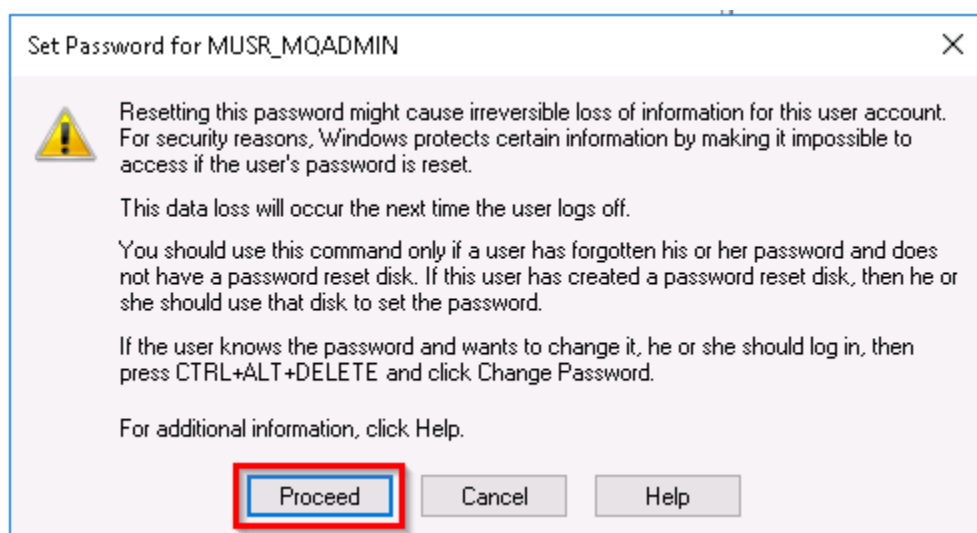 Set Password for MUSR_MQADMIN
Resetting this password might cause irreversible loss of information for this user account.
For security reasons, Windows protects certain information by making it impossible to
access if the user's password is reset.
This data loss will occur the next time the user logs off.
You should use this command only if a user has forgotten his or her password and does
not have a password reset disk. If this user has created a password reset disk, then he or
she should use that disk to set the password.
If the user knows the password and wants to change it, he or she should log in, then
press CTRL+ALT+DELETE and click Change Password.
For additional information, click Help.
Proceed Cancel Help